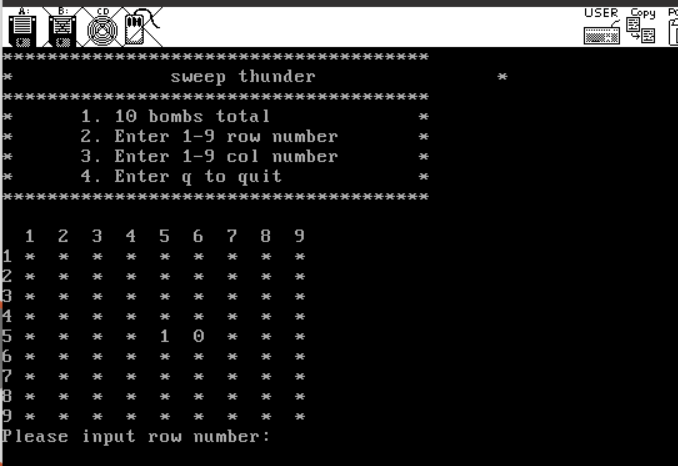 A: B: CD USER Copy
*****************************************
* sweep thunder *
*****************************************
* 1. 10 bombs total *
* 2. Enter 1-9 row number *
* 3. Enter 1-9 col number *
* 4. Enter q to quit *
*****************************************
1 2 3 4 5 6 7 8 9
1 * * * * * * * * *
2 * * * * * * * * *
3 * * * * * * * * *
4 * * * * * * * * *
5 * * * * 1 0 * * *
6 * * * * * * * * *
7 * * * * * * * * *
8 * * * * * * * * *
9 * * * * * * * * *
Please input row number: